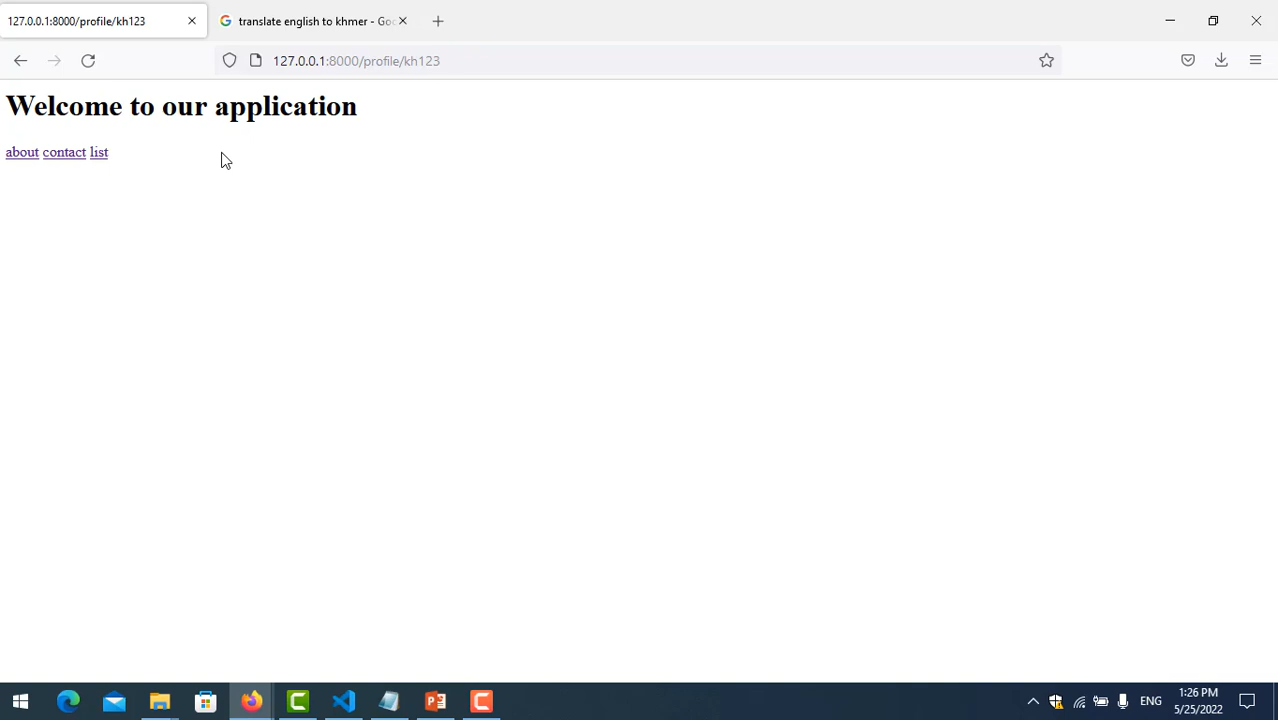 127.0.0.1:8000/profile/kh123
translate english to khmer - Goo
127.0.0.1:8000/profile/kh123
Welcome to our application
about contact list
ENG
1:26 PM
5/25/2022